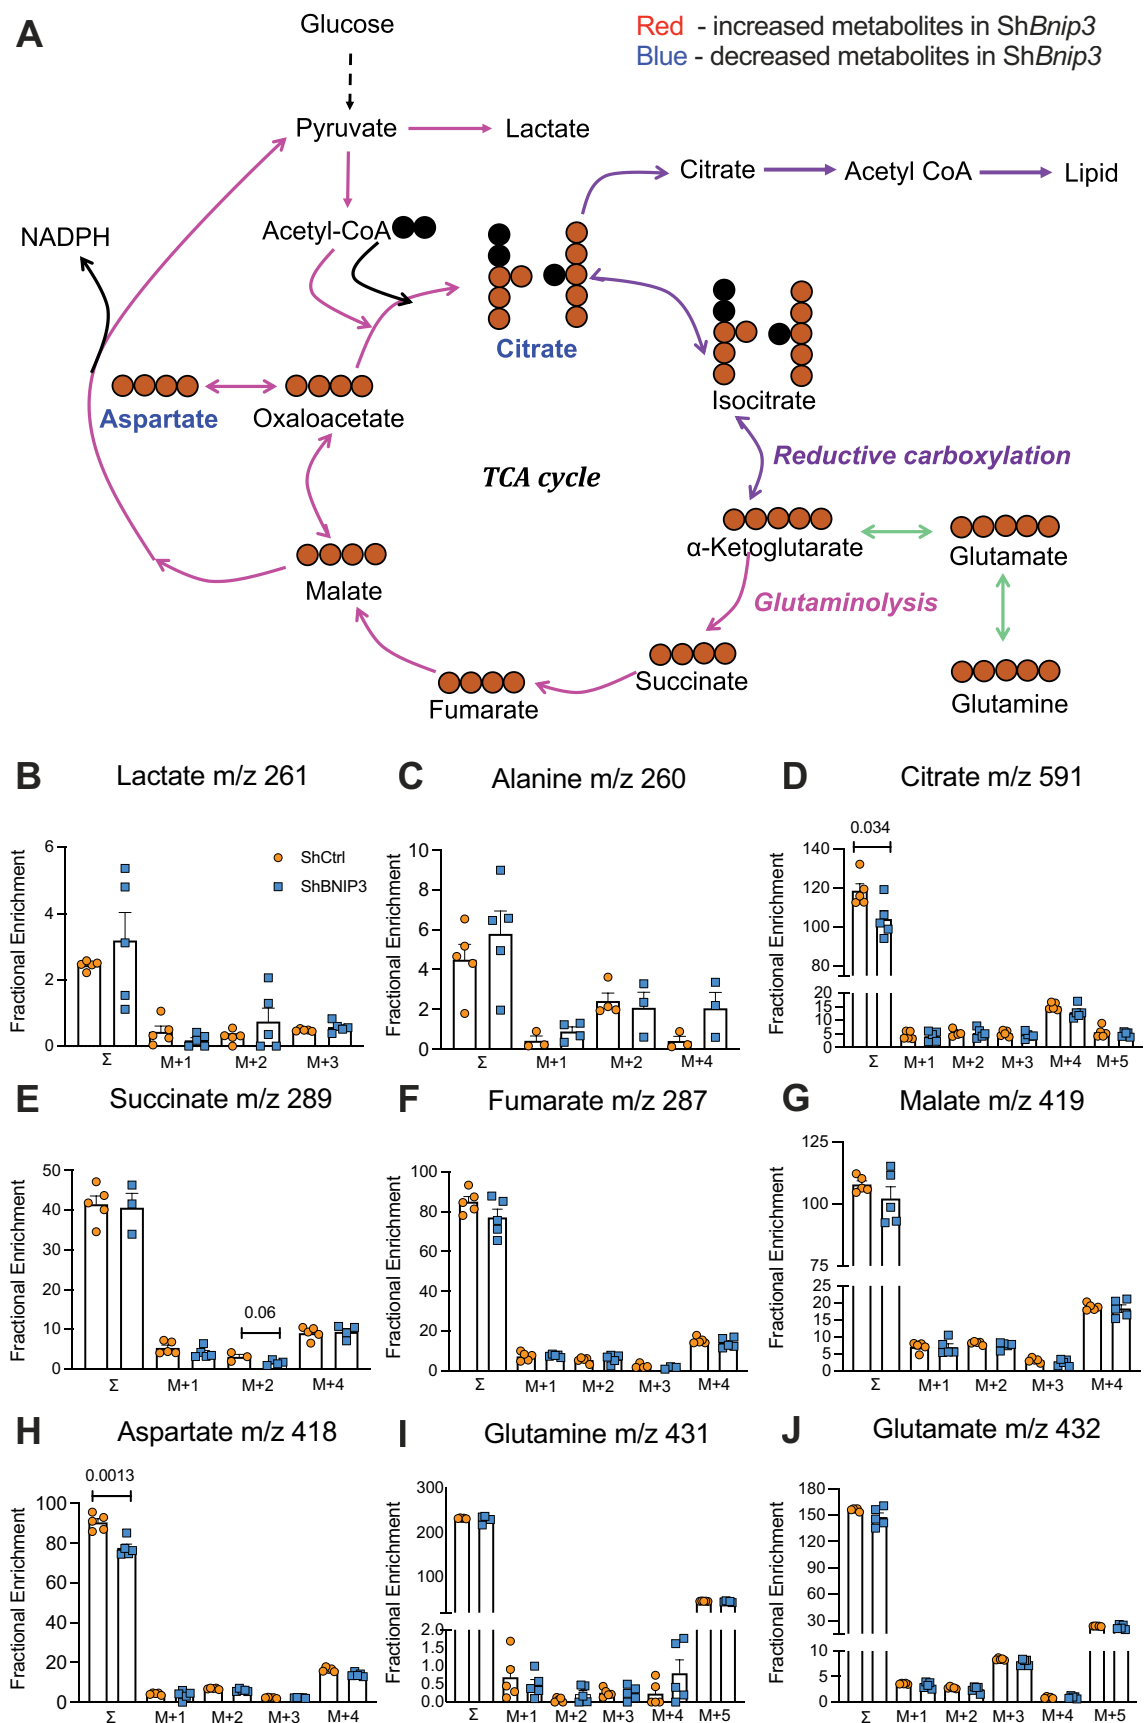 A
Glucose
Red - increased metabolites in ShBnip3
Blue - decreased metabolites in ShBnip3
Pyruvate
Lactate
Citrate
Acetyl CoA
Lipid
NADPH
Acetyl-CoA
Citrate
Isocitrate
Aspartate
Oxaloacetate
TCA cycle
Reductive carboxylation
α-Ketoglutarate
Glutamate
Malate
Glutaminolysis
Succinate
Fumarate
Glutamine
B
Lactate m/z 261
Fractional Enrichment
6
4
2
0
ShCtrl
ShBNIP3
Σ M+1 M+2 M+3
C
Alanine m/z 260
Fractional Enrichment
10
8
6
4
2
0
Σ M+1 M+2 M+4
D
Citrate m/z 591
Fractional Enrichment
0.034
140
120
100
80
20
15
10
5
0
Σ M+1 M+2 M+3 M+4 M+5
E
Succinate m/z 289
Fractional Enrichment
50
40
30
20
10
0
0.06
Σ M+1 M+2 M+4
F
Fumarate m/z 287
Fractional Enrichment
100
80
60
40
20
0
Σ M+1 M+2 M+3 M+4
G
Malate m/z 419
Fractional Enrichment
125
100
75
25
20
15
10
5
0
Σ M+1 M+2 M+3 M+4
H
Aspartate m/z 418
Fractional Enrichment
0.0013
100
80
60
40
20
0
Σ M+1 M+2 M+3 M+4
I
Glutamine m/z 431
Fractional Enrichment
300
200
100
2.0
1.5
1.0
0.5
0.0
Σ M+1 M+2 M+3 M+4 M+5
J
Glutamate m/z 432
Fractional Enrichment
180
150
120
90
60
30
10
5
0
Σ M+1 M+2 M+3 M+4 M+5